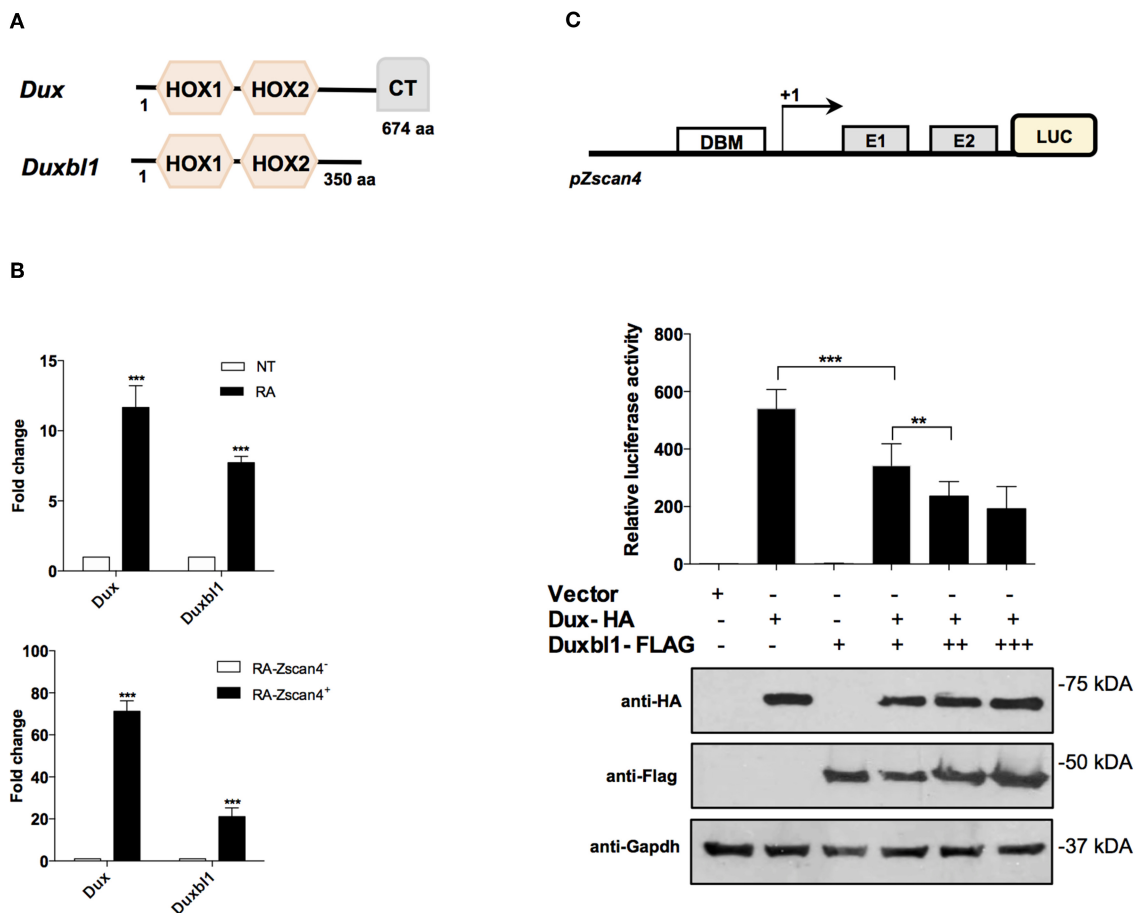 A
Dux
1
HOX1
HOX2
CT
674 aa
Duxbl1
1
HOX1
HOX2
350 aa
B
Fold change
15
10
5
0
***
***
NT
RA
Dux
Duxbl1
Fold change
100
80
60
40
20
0
***
***
RA-Zscan4-
RA-Zscan4+
Dux
Duxbl1
C
DBM
+1
E1
E2
LUC
pZscan4
Relative luciferase activity
800
600
400
200
0
***
**
Vector + - - - - -
Dux- HA - + - + + +
Duxbl1- FLAG - - + + ++ +++
anti-HA
-75 kDA
anti-Flag
-50 kDA
anti-Gapdh
-37 kDA